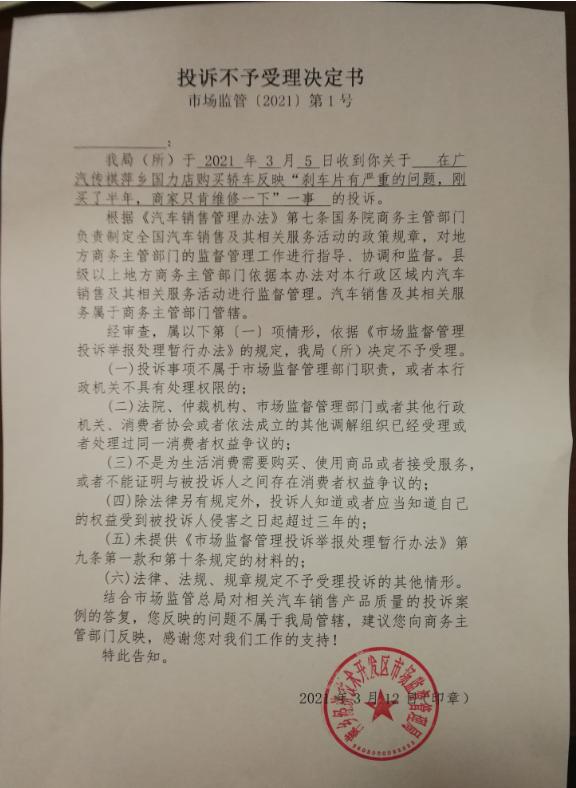 投诉不予受理决定书
市场监管〔2021〕第1号
：
我局（所）于 2021 年 3 月 5 日收到你关于 在广
汽传棋萍乡国力店购买轿车反映“刹车片有严重的问题，刚
买了半年，商家只肯维修一下”一事 的投诉。
根据《汽车销售管理办法》第七条国务院商务主管部门
负责制定全国汽车销售及其相关服务活动的政策规章，对地
方商务主管部门的监督管理工作进行指导、协调和监督。县
级以上地方商务主管部门依据本办法对本行政区域内汽车
销售及其相关服务活动进行监督管理。汽车销售及其相关服
务属于商务主管部门管辖。
经审查，属以下第〔一〕项情形，依据《市场监督管理
投诉举报处理暂行办法》的规定，我局（所）决定不予受理。
(一)投诉事项不属于市场监督管理部门职责，或者本行
政机关不具有处理权限的；
(二)法院、仲裁机构、市场监督管理部门或者其他行政
机关、消费者协会或者依法成立的其他调解组织已经受理或
者处理过同一消费者权益争议的；
(三)不是为生活消费需要购买、使用商品或者接受服务，
或者不能证明与被投诉人之间存在消费者权益争议的；
(四)除法律另有规定外，投诉人知道或者应当知道自己
的权益受到被投诉人侵害之日起超过三年的；
(五)未提供《市场监督管理投诉举报处理暂行办法》第
九条第一款和第十条规定的材料的；
(六)法律、法规、规章规定不予受理投诉的其他情形。
结合市场监管总局对相关汽车销售产品质量的投诉案
例的答复，您反映的问题不属于我局管辖，建议您向商务主
管部门反映，感谢您对我们工作的支持！
特此告知。
2021年3月12日（印章）